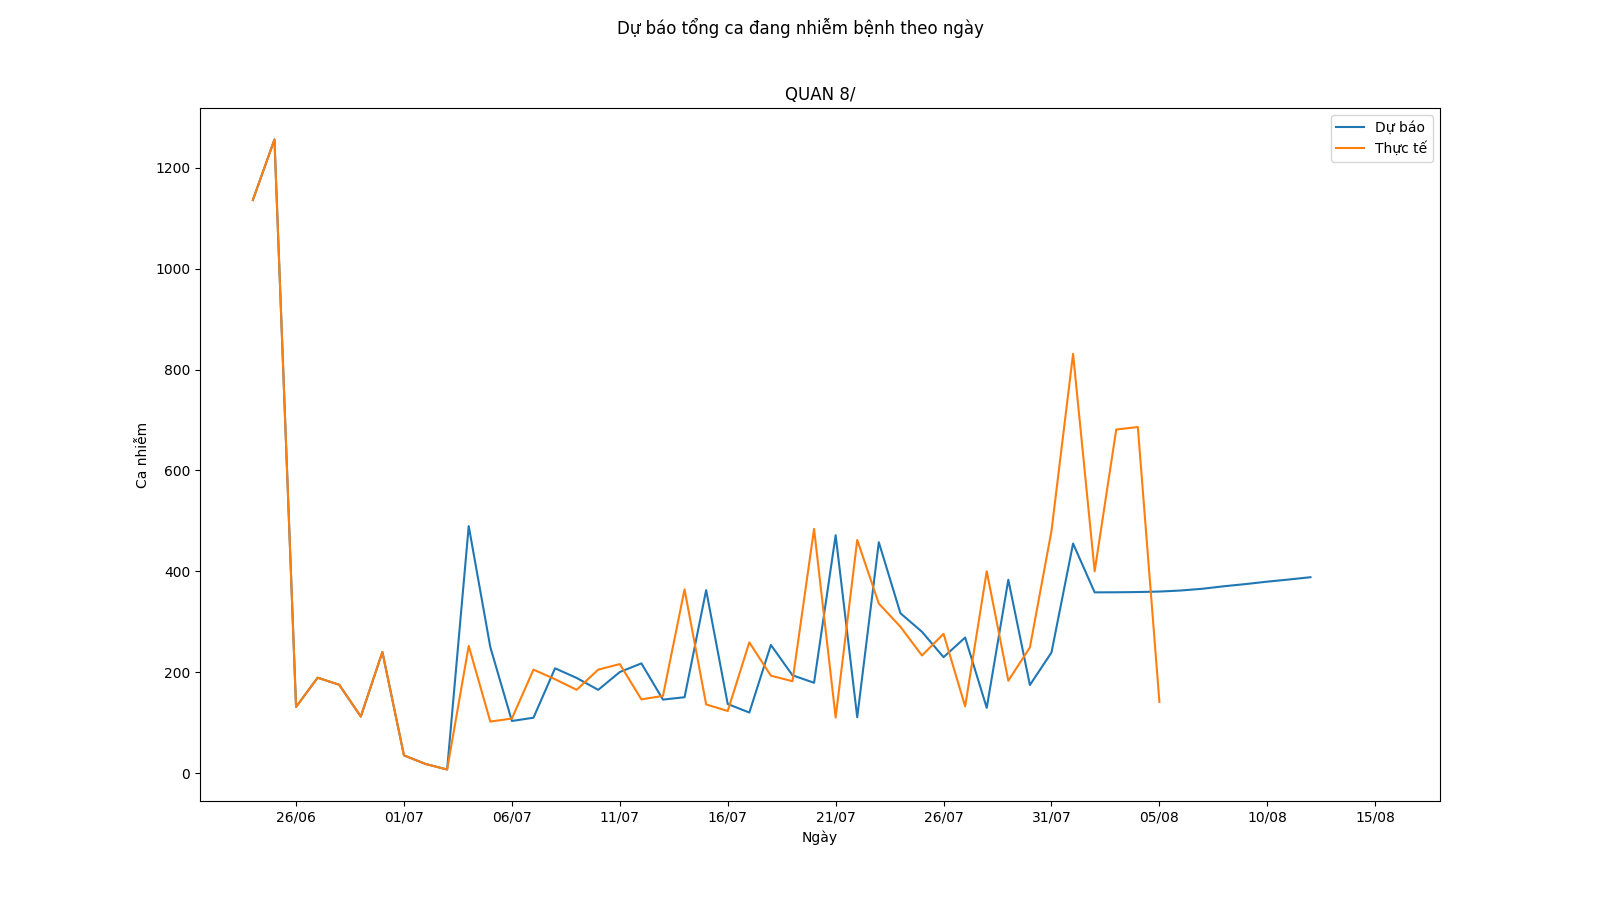 Dự báo tổng ca đang nhiễm bệnh theo ngày
QUAN 8/
Dự báo
Thực tế
1200
1000
800
600
400
200
0
Ca nhiễm
26/06 01/07 06/07 11/07 16/07 21/07 26/07 31/07 05/08 10/08 15/08
Ngày